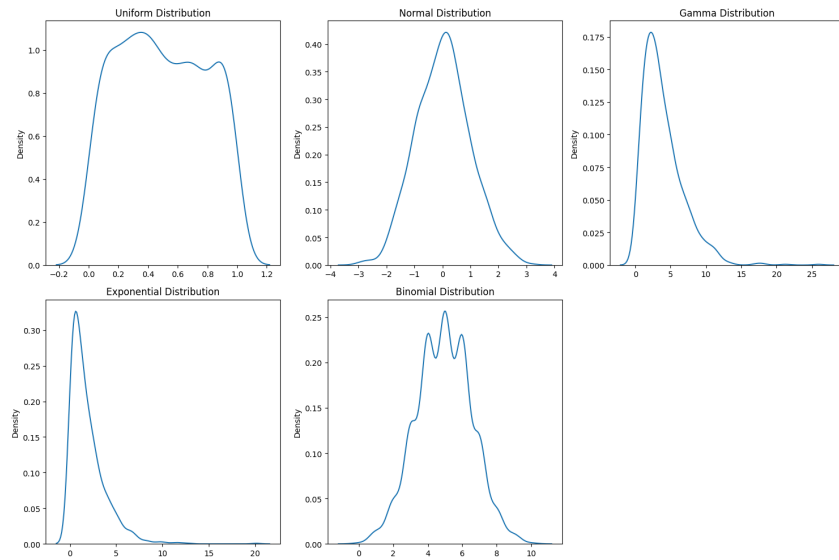 Uniform Distribution
Density
0.0
0.2
0.4
0.6
0.8
1.0
−0.2 0.0 0.2 0.4 0.6 0.8 1.0 1.2
Normal Distribution
Density
0.00
0.05
0.10
0.15
0.20
0.25
0.30
0.35
0.40
−4 −3 −2 −1 0 1 2 3 4
Gamma Distribution
Density
0.000
0.025
0.050
0.075
0.100
0.125
0.150
0.175
0 5 10 15 20 25
Exponential Distribution
Density
0.00
0.05
0.10
0.15
0.20
0.25
0.30
0 5 10 15 20
Binomial Distribution
Density
0.00
0.05
0.10
0.15
0.20
0.25
0 2 4 6 8 10